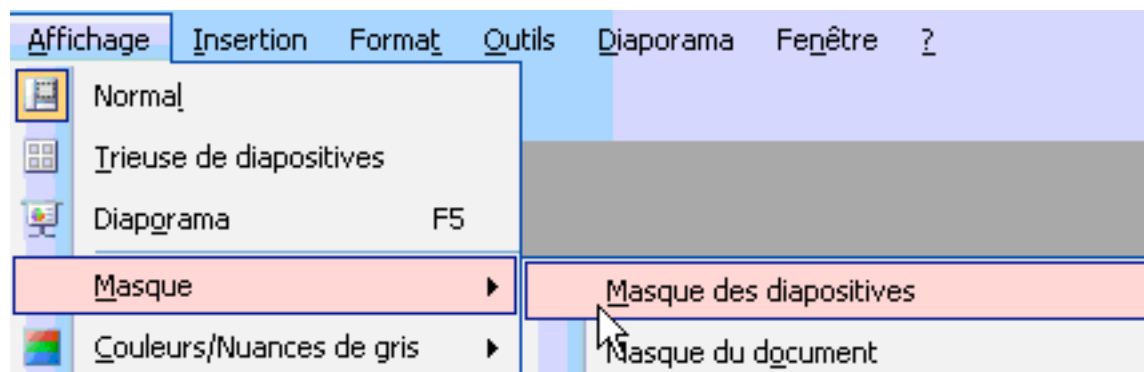 Affichage Insertion Format Outils Diaporama Fenêtre ?
Normal
Trieuse de diapositives
Diaporama F5
Masque Masque des diapositives
Couleurs/Nuances de gris Masque du document